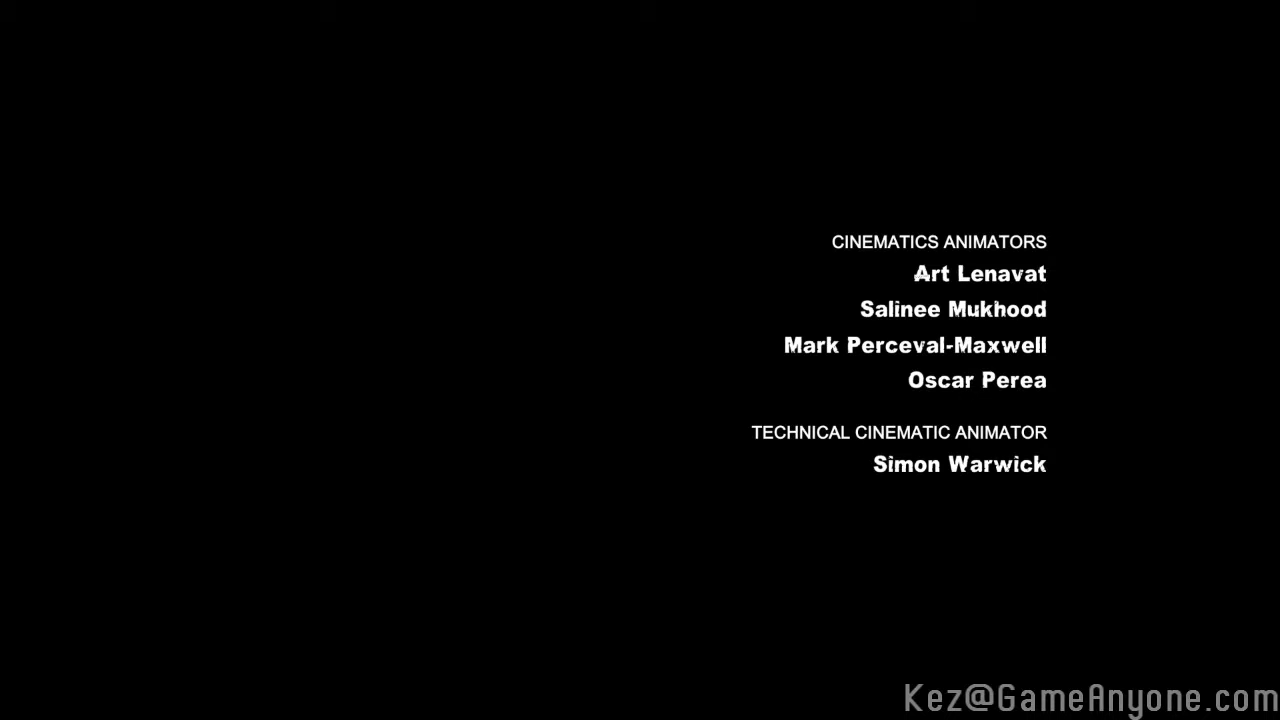 CINEMATICS ANIMATORS
Art Lenavat
Salinee Mukhood
Mark Perceval-Maxwell
Oscar Perea
TECHNICAL CINEMATIC ANIMATOR
Simon Warwick
Kez@GameAnyone.com